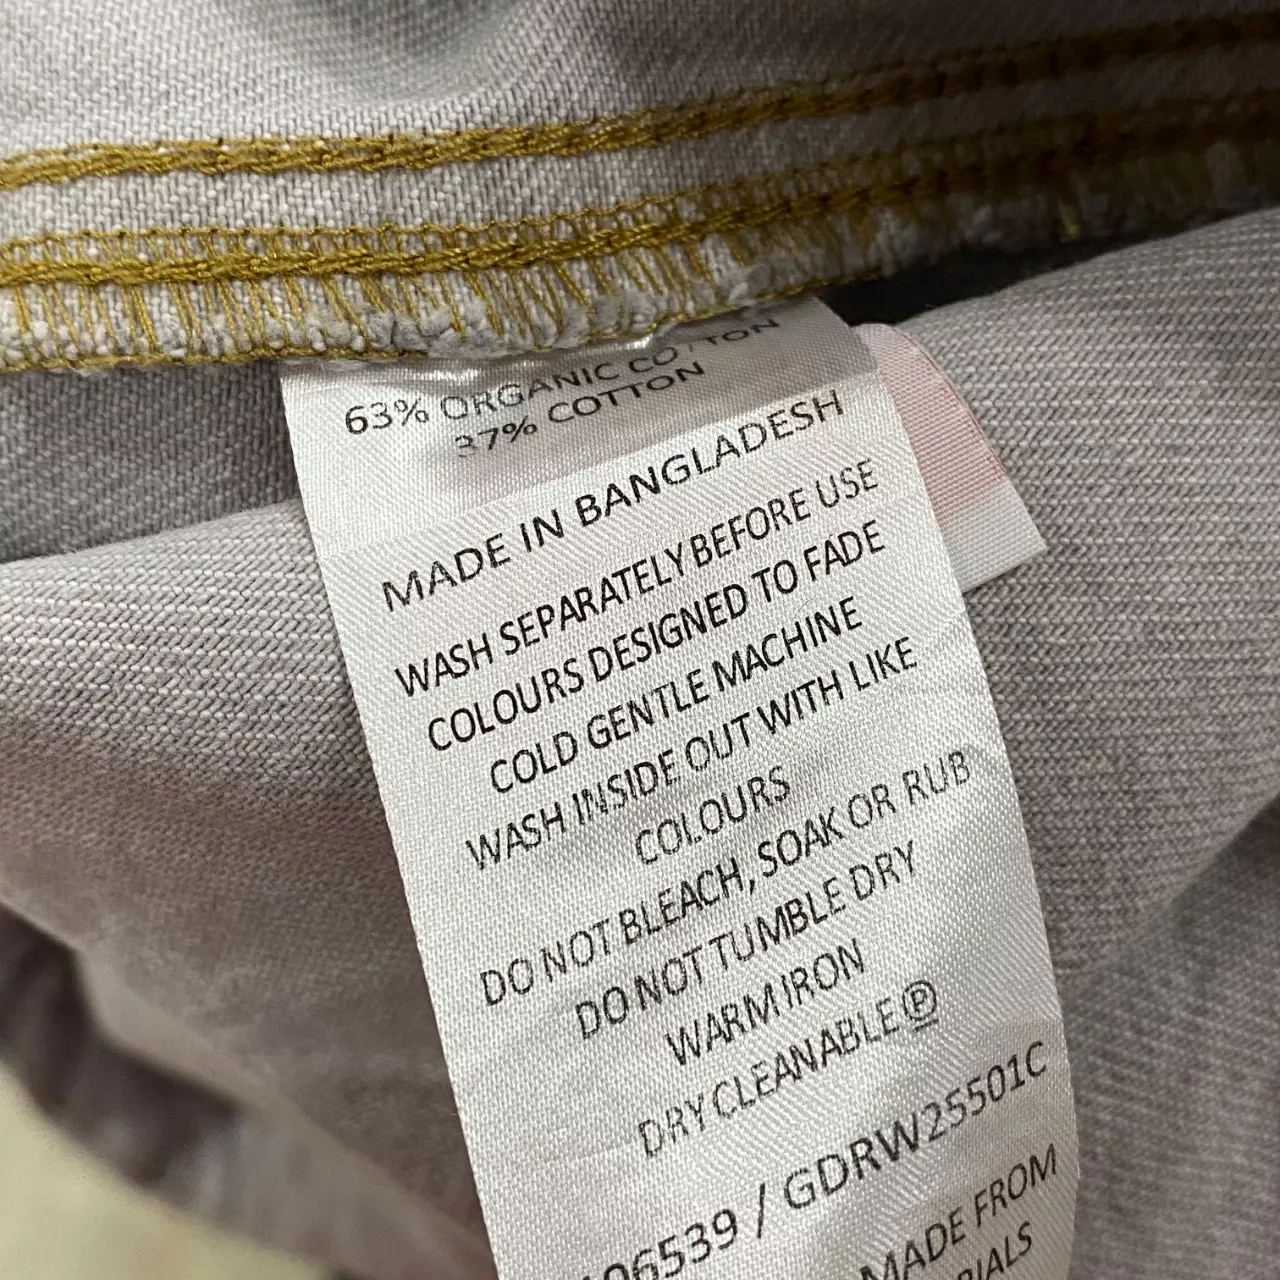 63% ORGANIC COTTON
37% COTTON
MADE IN BANGLADESH
WASH SEPARATELY BEFORE USE
COLOURS DESIGNED TO FADE
COLD GENTLE MACHINE
WASH INSIDE OUT WITH LIKE
COLOURS
DO NOT BLEACH, SOAK OR RUB
DO NOT TUMBLE DRY
WARM IRON
DRY CLEANABLE Ⓟ
06539 / GDRW25501C
MADE FROM